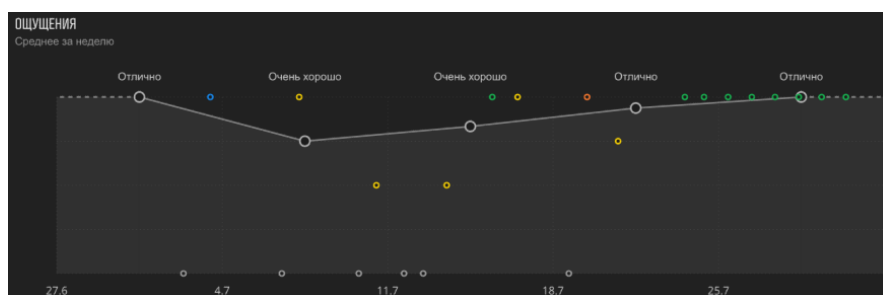 ОЩУЩЕНИЯ
Среднее за неделю
Отлично Очень хорошо Очень хорошо Отлично Отлично
27.6 4.7 11.7 18.7 25.7